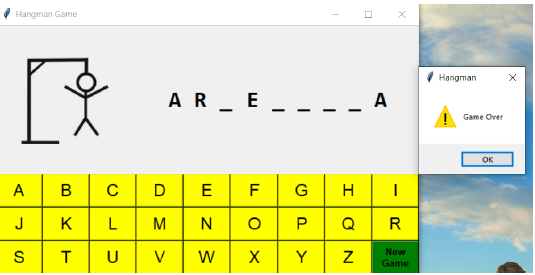 Hangman Game
A R _ E _ _ _ _ A
A B C D E F G H I
J K L M N O P Q R
S T U V W X Y Z New
Game
Hangman
Game Over
OK